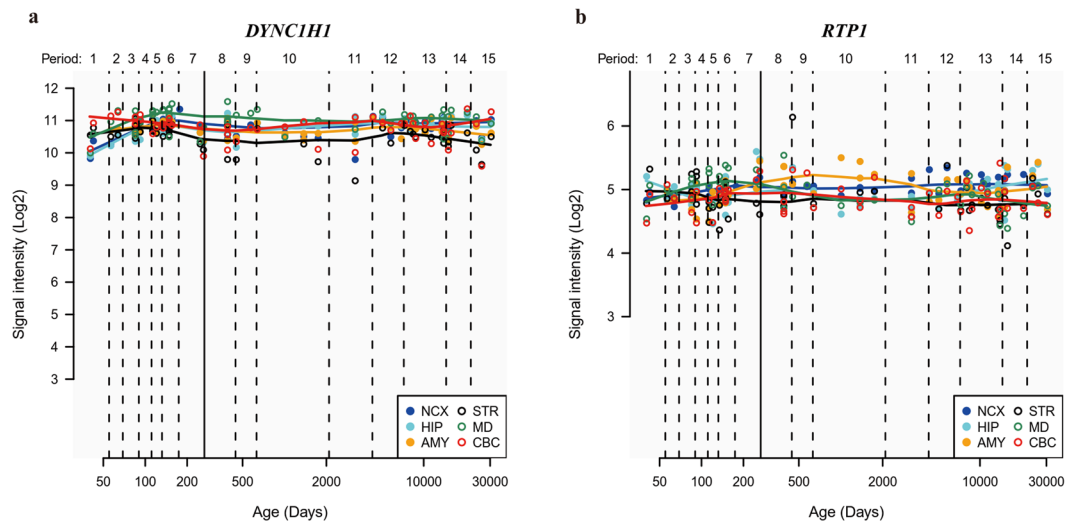 a
DYNC1H1
Period: 1 2 3 4 5 6 7 8 9 10 11 12 13 14 15
12
11
10
9
8
7
6
5
4
3
Signal intensity (Log2)
NCX STR
HIP MD
AMY CBC
50 100 200 500 2000 10000 30000
Age (Days)
b
RTP1
Period: 1 2 3 4 5 6 7 8 9 10 11 12 13 14 15
6
5
4
3
Signal intensity (Log2)
NCX STR
HIP MD
AMY CBC
50 100 200 500 2000 10000 30000
Age (Days)